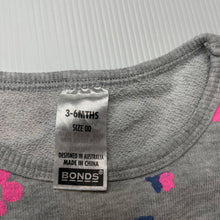 3-6MTHS
SIZE 00
DESIGNED IN AUSTRALIA
MADE IN CHINA
BONDS